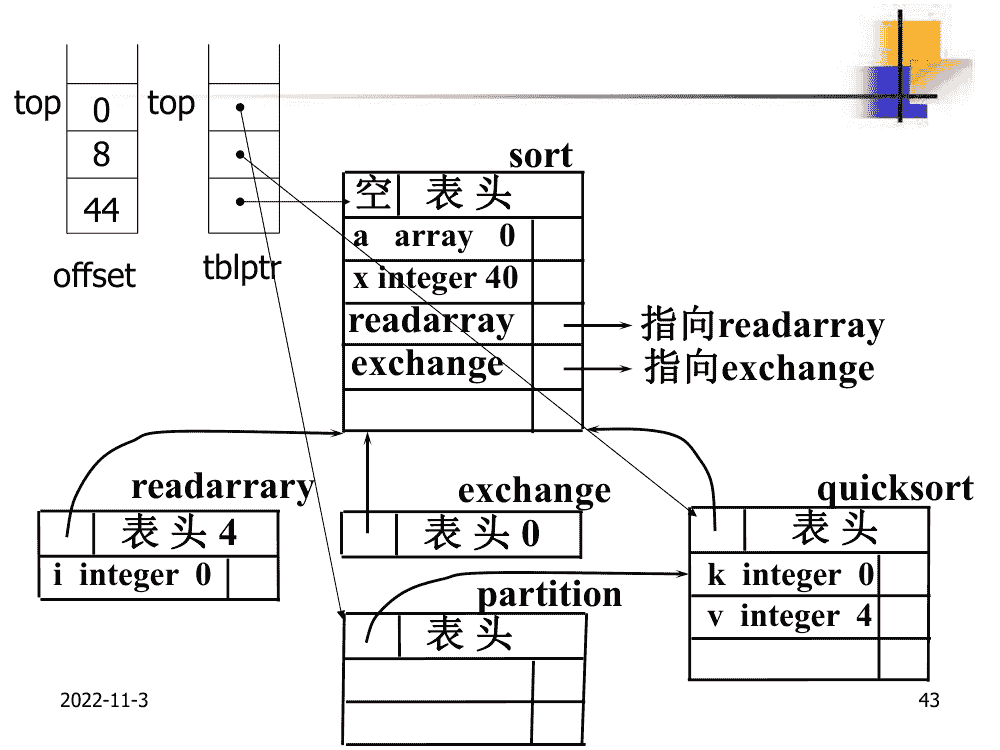 top 0 top
8
44
offset tblptr
sort
空 表 头
a array 0
x integer 40
readarray 指向readarray
exchange 指向exchange
readarrary
表 头 4
i integer 0
exchange
表 头 0
quicksort
表 头
k integer 0
v integer 4
partition
表 头
2022-11-3 43